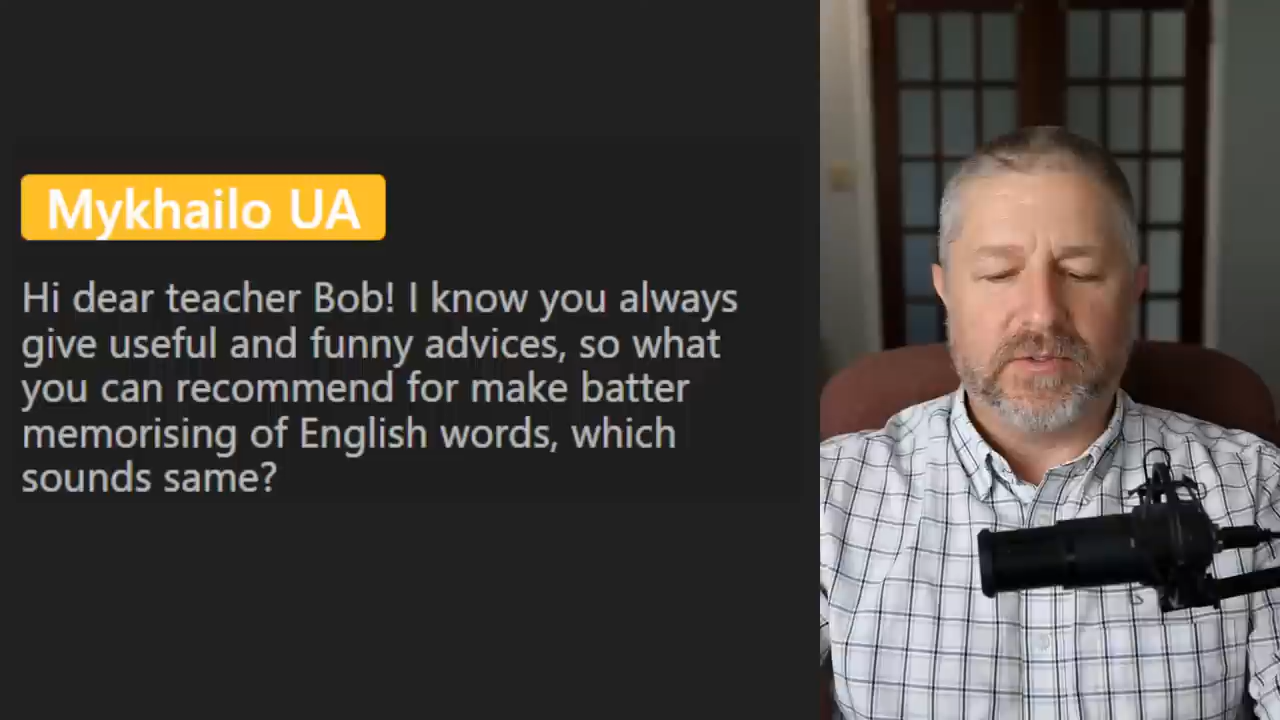 Mykhailo UA
Hi dear teacher Bob! I know you always
give useful and funny advices, so what
you can recommend for make batter
memorising of English words, which
sounds same?